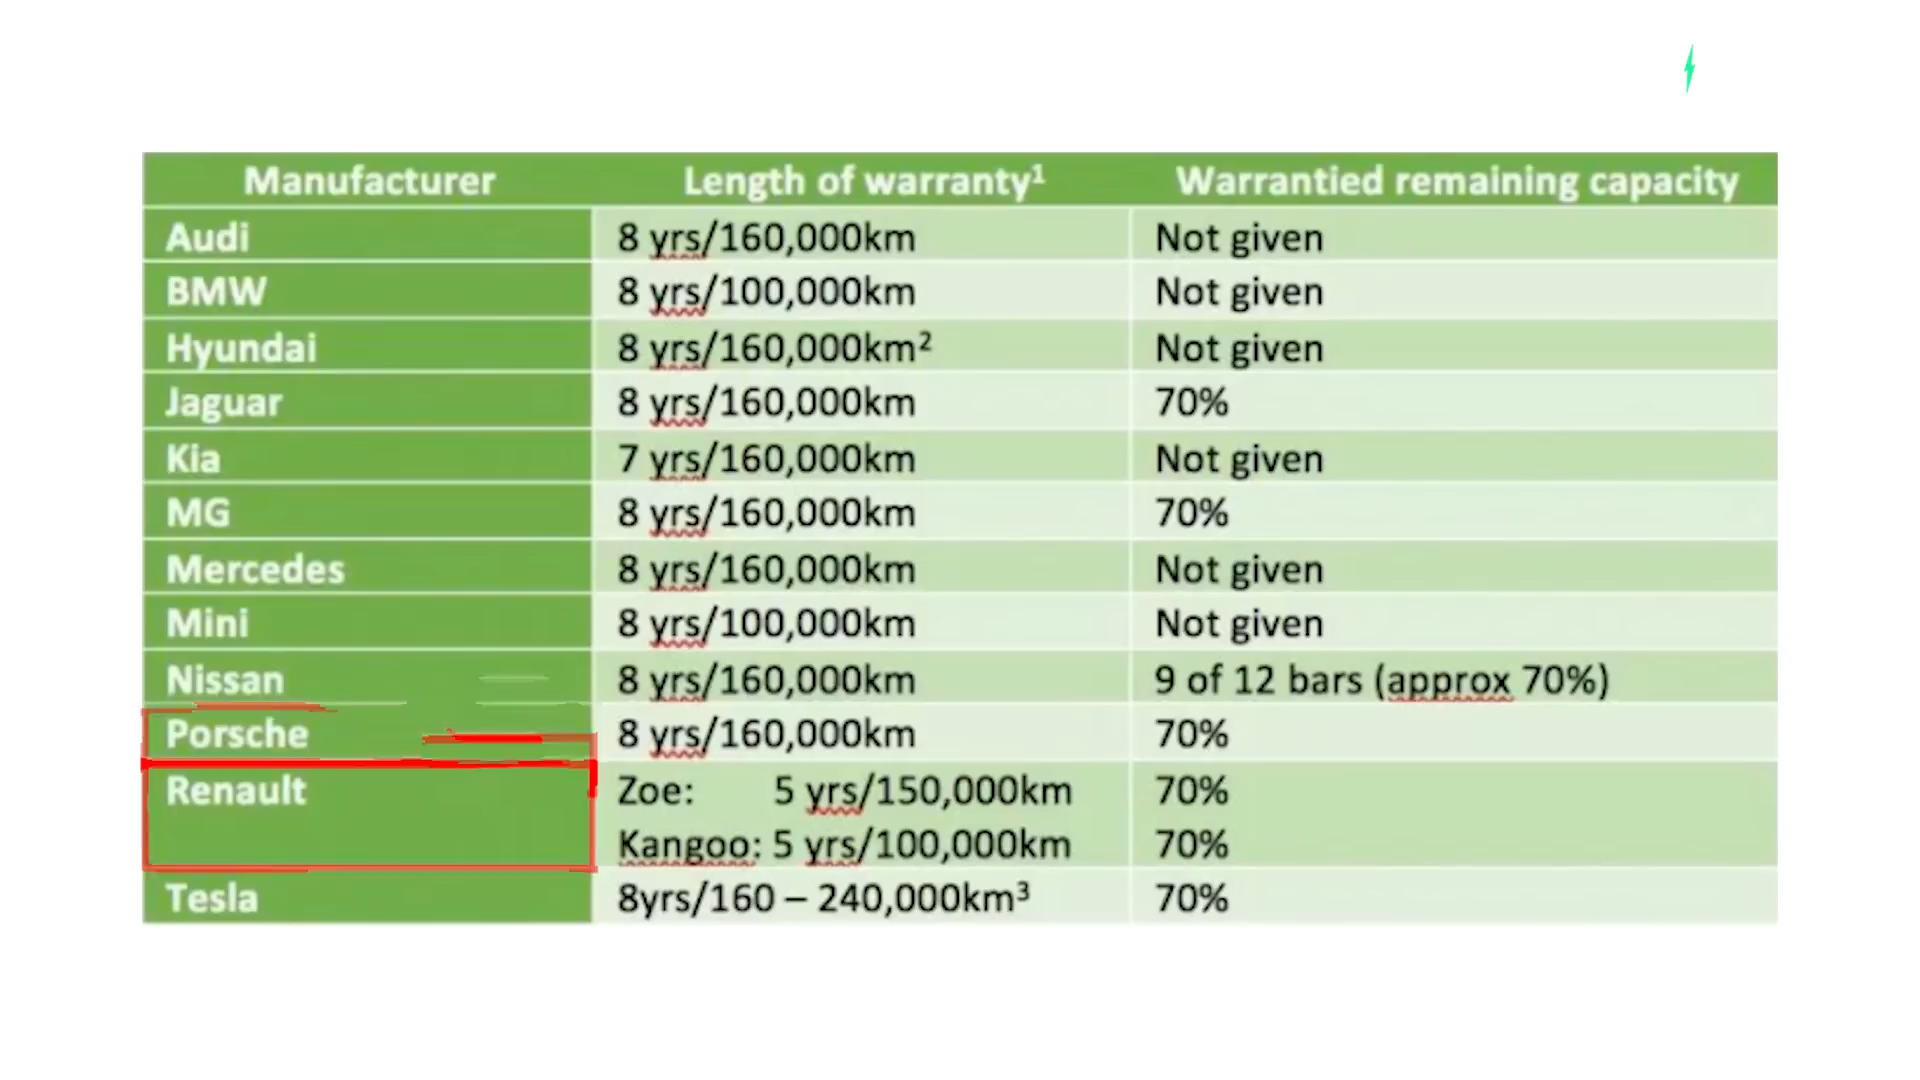 Manufacturer Length of warranty¹ Warrantied remaining capacity
Audi 8 yrs/160,000km Not given
BMW 8 yrs/100,000km Not given
Hyundai 8 yrs/160,000km² Not given
Jaguar 8 yrs/160,000km 70%
Kia 7 yrs/160,000km Not given
MG 8 yrs/160,000km 70%
Mercedes 8 yrs/160,000km Not given
Mini 8 yrs/100,000km Not given
Nissan 8 yrs/160,000km 9 of 12 bars (approx 70%)
Porsche 8 yrs/160,000km 70%
Renault Zoe: 5 yrs/150,000km 70%
Kangoo: 5 yrs/100,000km 70%
Tesla 8yrs/160 – 240,000km³ 70%